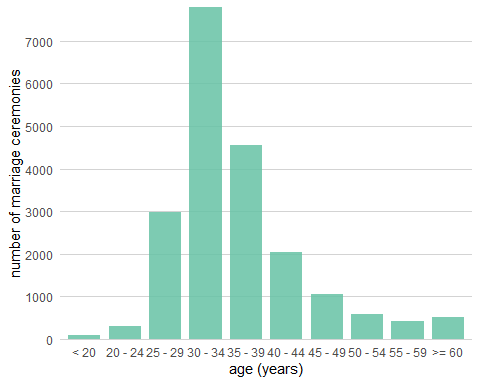 number of marriage ceremonies
7000
6000
5000
4000
3000
2000
1000
0
< 20 20 - 24 25 - 29 30 - 34 35 - 39 40 - 44 45 - 49 50 - 54 55 - 59 >= 60
age (years)